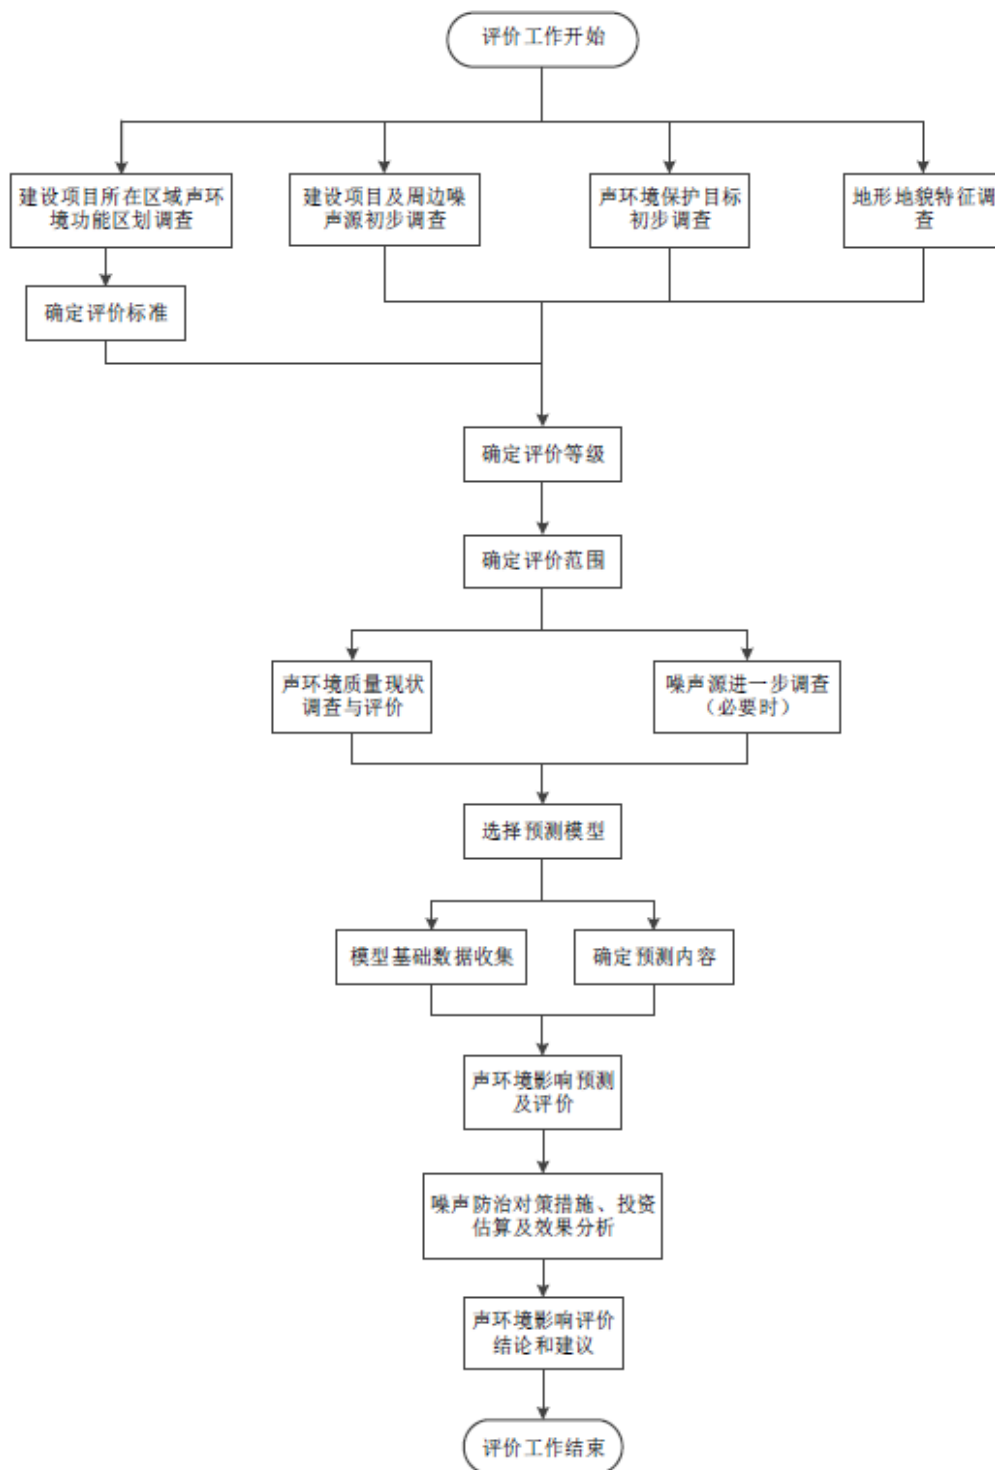 评价工作开始
建设项目所在区域声环
境功能区划调查
建设项目及周边噪
声源初步调查
声环境保护目标
初步调查
地形地貌特征调
查
确定评价标准
确定评价等级
确定评价范围
声环境质量现状
调查与评价
噪声源进一步调查
（必要时）
选择预测模型
模型基础数据收集
确定预测内容
声环境影响预测
及评价
噪声防治对策措施、投资
估算及效果分析
声环境影响评价
结论和建议
评价工作结束